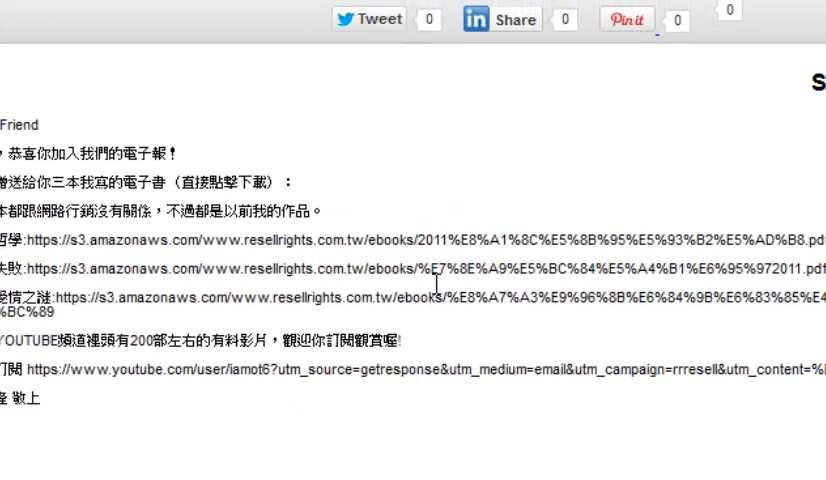 Tweet 0 Share 0 Pin it 0 0
S
Friend
，恭喜你加入我們的電子報！
贈送給你三本我寫的電子書（直接點擊下載）：
本都跟網路行銷沒有關係，不過都是以前我的作品。
哲學:https://s3.amazonaws.com/www.resellrights.com.tw/ebooks/2011%E8%A1%8C%E5%8B%95%E5%93%B2%E5%AD%B8.pd
失敗:https://s3.amazonaws.com/www.resellrights.com.tw/ebooks/%E7%8E%A9%E5%BC%84%E5%A4%B1%E6%95%972011.pdf
愛情之謎:https://s3.amazonaws.com/www.resellrights.com.tw/ebooks/%E8%A7%A3%E9%96%8B%E6%84%9B%E6%83%85%E4
%BC%89
YOUTUBE頻道裡頭有200部左右的有料影片，歡迎你訂閱觀賞喔!
訂閱 https://www.youtube.com/user/iamot6?utm_source=getresponse&utm_medium=email&utm_campaign=rrresell&utm_content=%
敬上